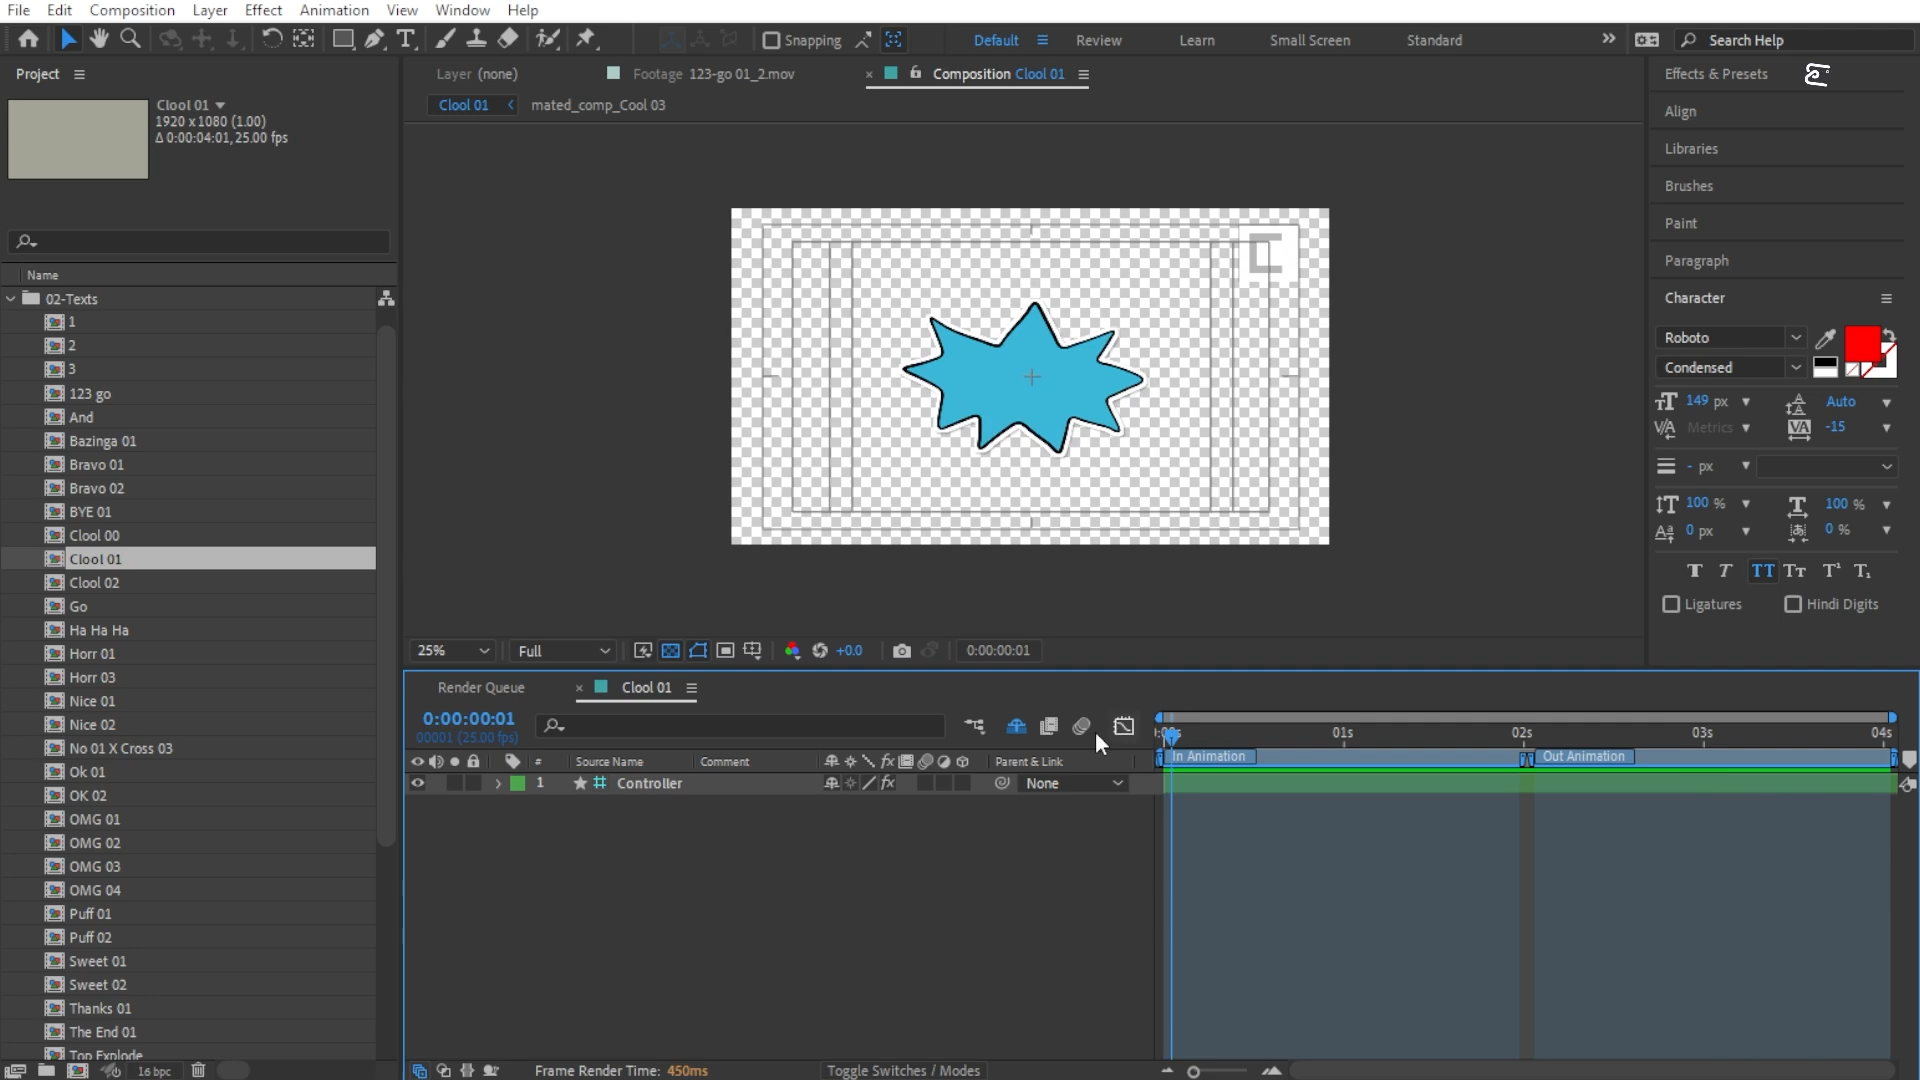 File Edit Composition Layer Effect Animation View Window Help
Snapping Default Review Learn Small Screen Standard Search Help
Project
Layer (none) Footage 123-go 01_2.mov Composition Clool 01
Effects & Presets
Clool 01
1920 x 1080 (1.00)
Δ 0:00:04:01, 25.00 fps
Clool 01 mated_comp_Cool 03
Align
Libraries
Brushes
Paint
Paragraph
Character
Roboto
Condensed
149 px Auto
Metrics -15
- px
100 % 100 %
0 px 0 %
Ligatures Hindi Digits
Name
02-Texts
1
2
3
123 go
And
Bazinga 01
Bravo 01
Bravo 02
BYE 01
Clool 00
Clool 01
Clool 02
Go
Ha Ha Ha
Horr 01
Horr 03
Nice 01
Nice 02
No 01 X Cross 03
Ok 01
OK 02
OMG 01
OMG 02
OMG 03
OMG 04
Puff 01
Puff 02
Sweet 01
Sweet 02
Thanks 01
The End 01
Top Explode
16 bpc
25% Full +0.0 0:00:00:01
Render Queue Clool 01
0:00:00:01
00001 (25.00 fps)
01s 02s 03s 04s
# Source Name Comment Parent & Link
In Animation Out Animation
1 Controller None
Frame Render Time: 450ms Toggle Switches / Modes